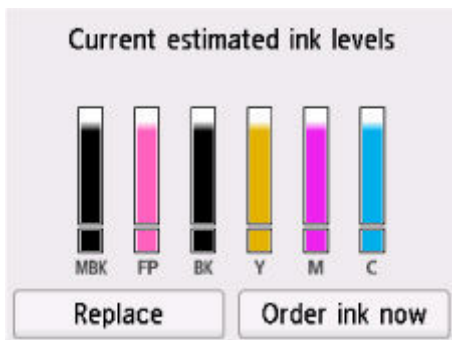 Current estimated ink levels
MBK FP BK Y M C
Replace Order ink now